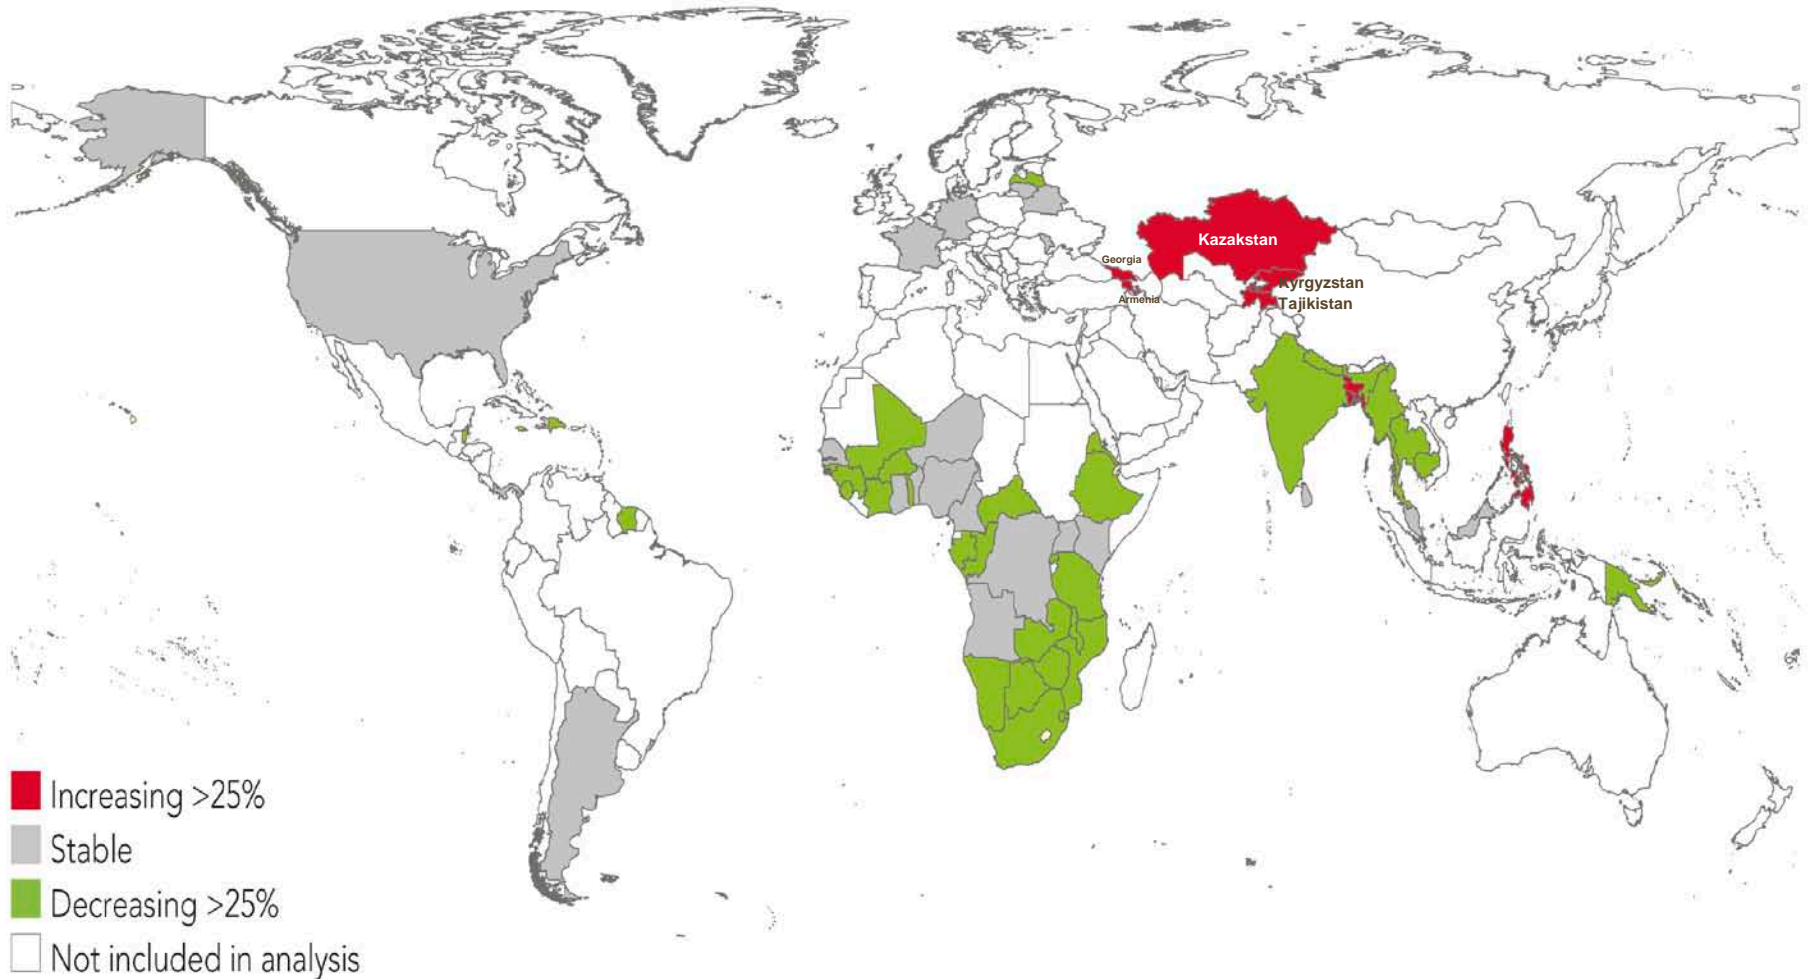 Kazakstan
Georgia
Kyrgyzstan
Armenia
Tajikistan
Increasing >25%
Stable
Decreasing >25%
Not included in analysis